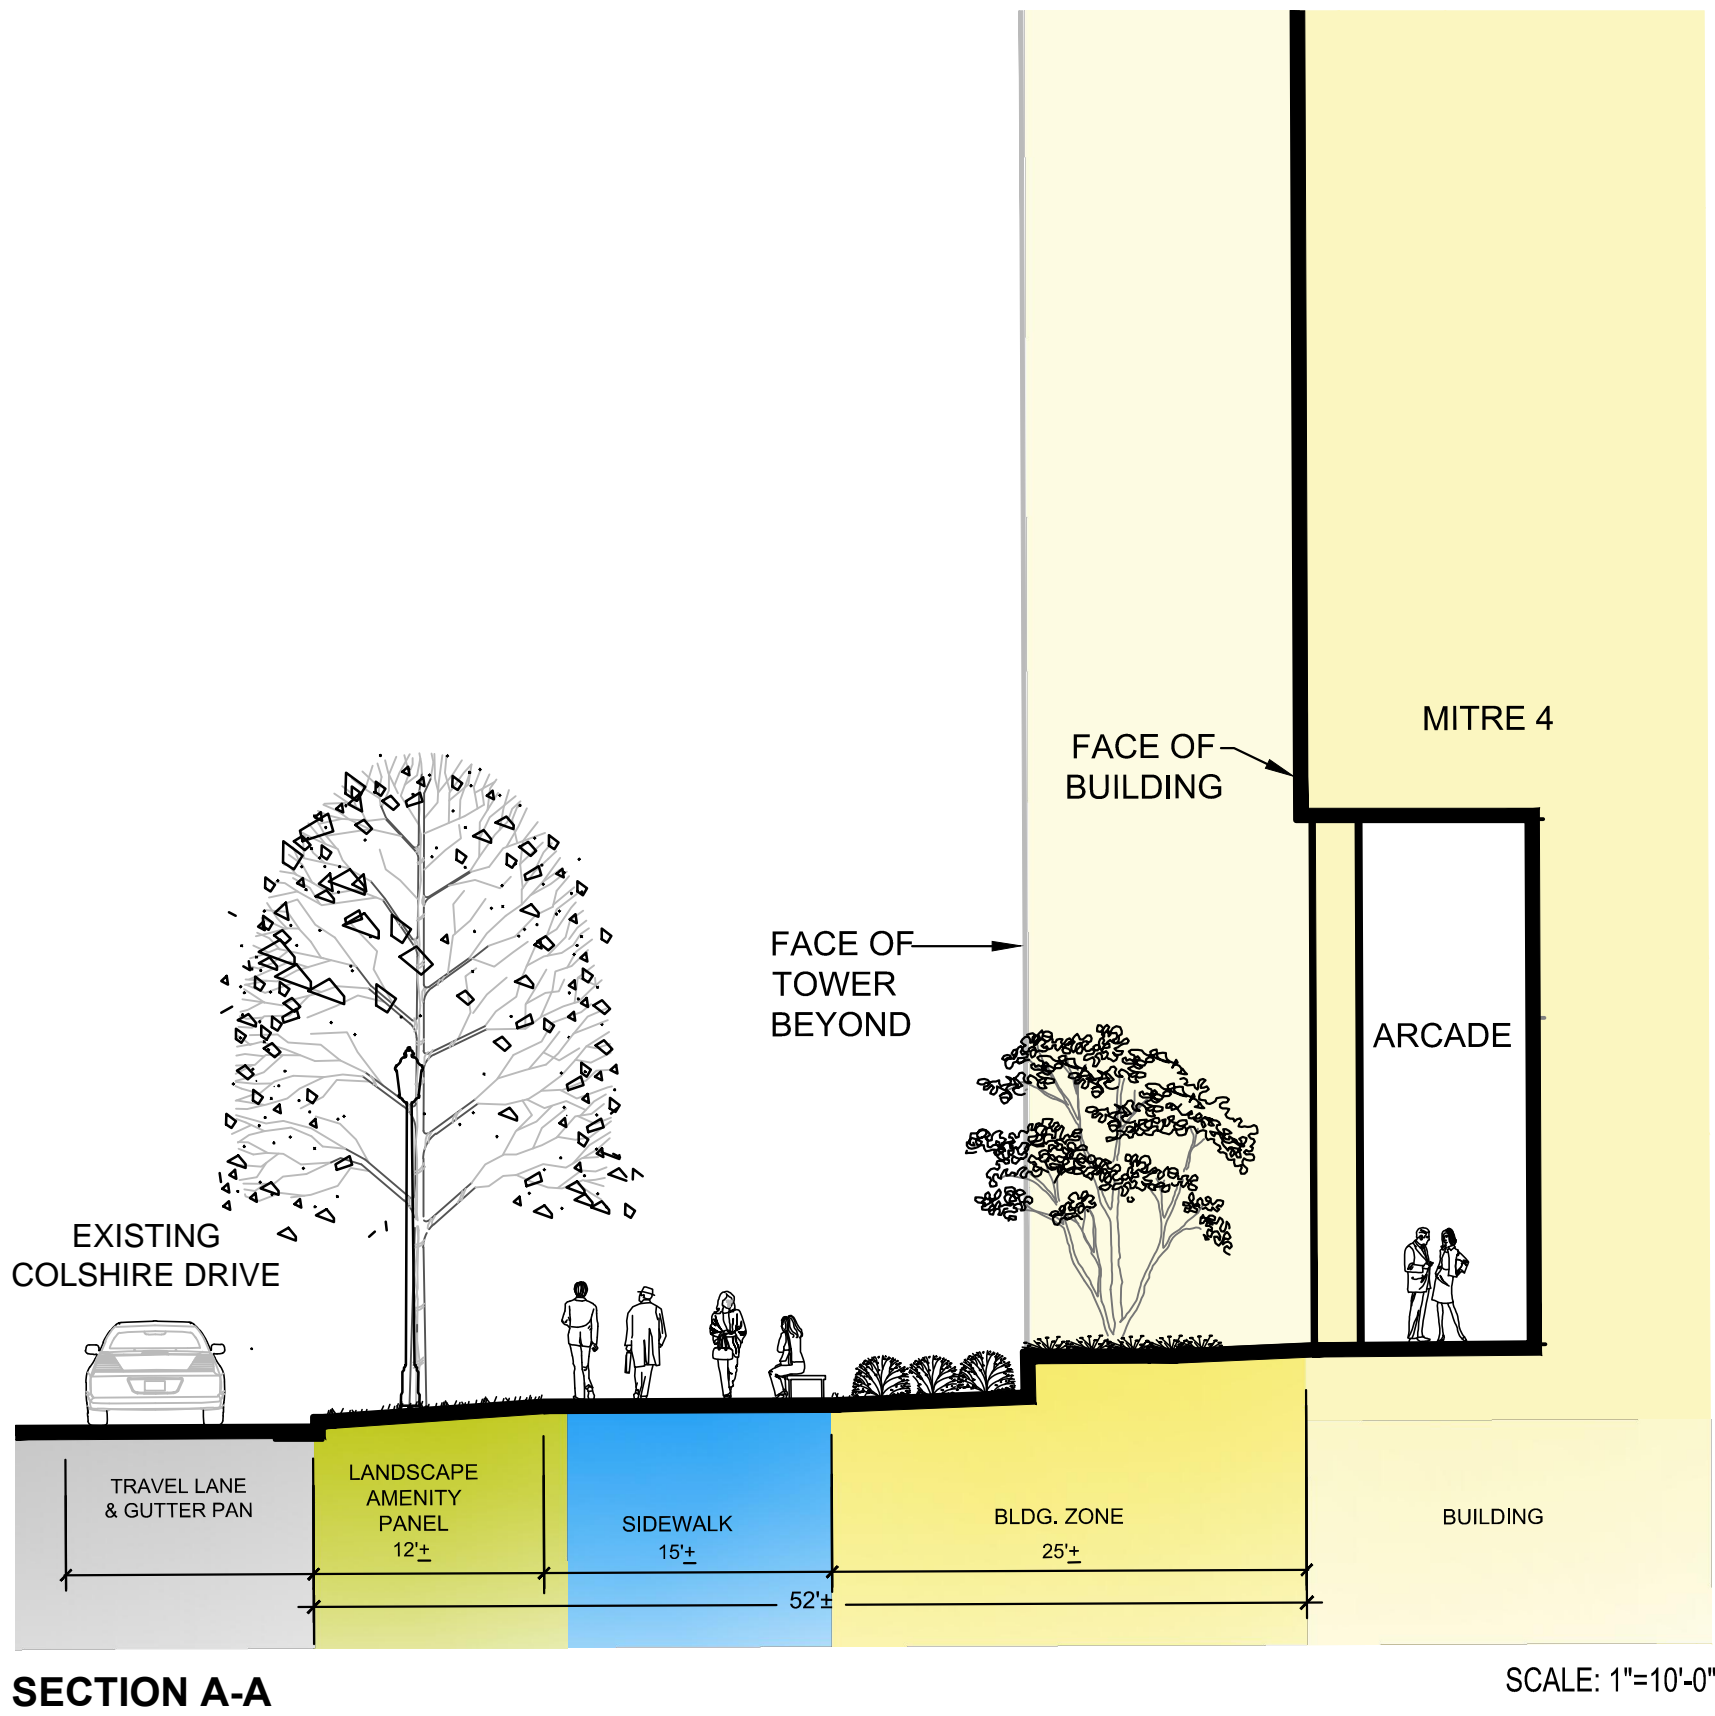 MITRE 4
FACE OF
BUILDING
FACE OF
TOWER
BEYOND
ARCADE
EXISTING
COLSHIRE DRIVE
TRAVEL LANE
& GUTTER PAN
LANDSCAPE
AMENITY
PANEL
12'±
SIDEWALK
15'±
BLDG. ZONE
25'±
BUILDING
52'±
SECTION A-A
SCALE: 1"=10'-0"